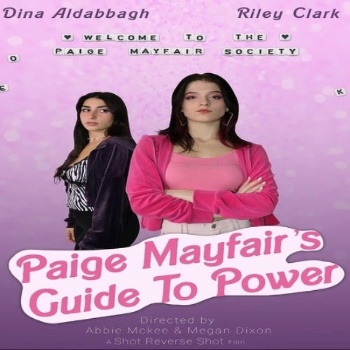 Dina Aldabbagh Riley Clark
♥ WELCOME TO THE ♥
PAIGE MAYFAIR SOCIETY
O
K
Paige Mayfair's
Guide To Power
Directed by
Abbie Mckee & Megan Dixon
A Shot Reverse Shot Film